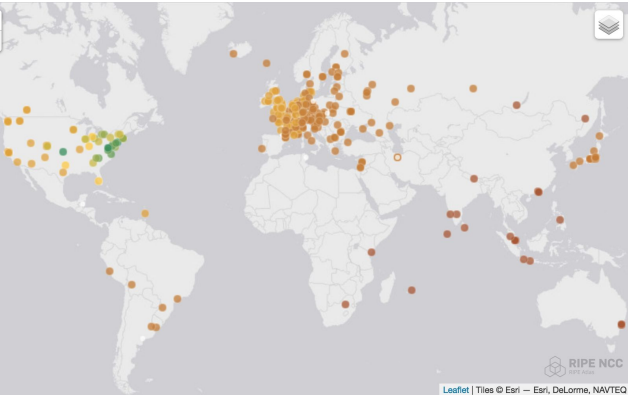 RIPE NCC
RIPE Atlas
Leaflet | Tiles © Esri — Esri, DeLorme, NAVTEQ